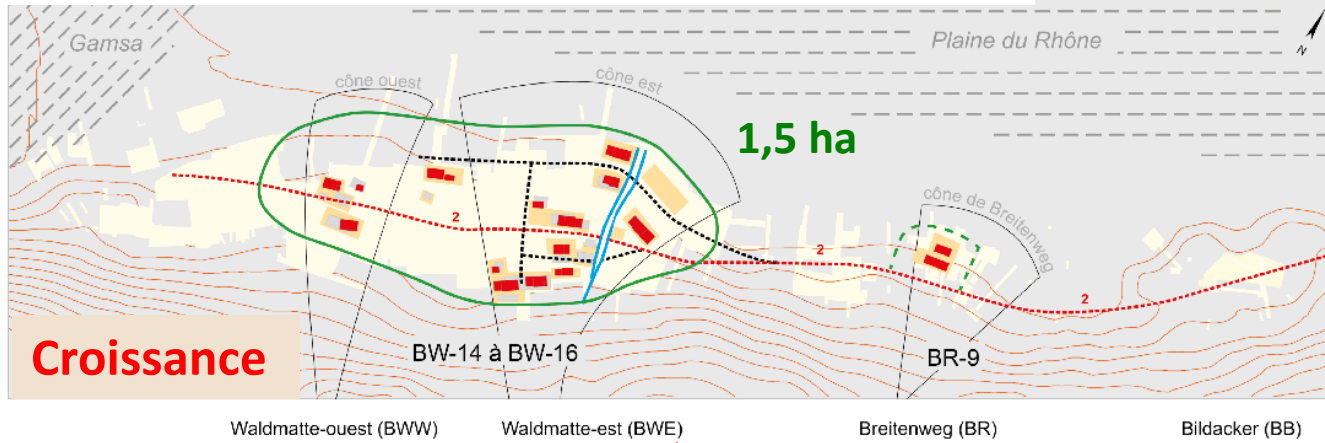 Gamsa
Plaine du Rhône
N
cône ouest
cône est
1,5 ha
cône de Breitenweg
2
2
2
Croissance
BW-14 à BW-16
BR-9
Waldmatte-ouest (BWW)
Waldmatte-est (BWE)
Breitenweg (BR)
Bildacker (BB)